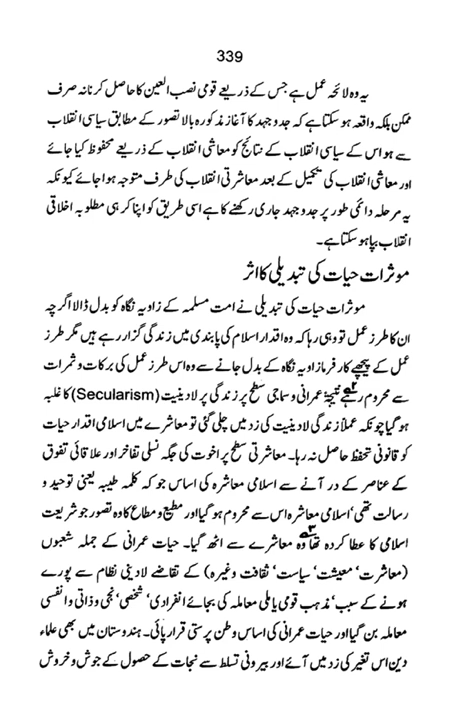 339
یہ وہ لائحہ عمل ہے جس کے ذریعے قومی نصب العین کا حاصل کرنا نہ صرف
ممکن بلکہ واقعہ ہو سکتا ہے کہ جدوجہد کا آغاز مذکورہ بالا تصور کے مطابق سیاسی انقلاب
سے ہو اس کے سیاسی انقلاب کے نتائج کو معاشی انقلاب کے ذریعے محفوظ کیا جائے
اور معاشی انقلاب کی تکمیل کے بعد معاشرتی انقلاب کی طرف متوجہ ہوا جائے کیونکہ
یہ مرحلہ دائمی طور پر جدوجہد جاری رکھنے کا ہے اسی طریق کو اپنا کر ہی مطلوبہ اخلاقی
انقلاب بپا ہو سکتا ہے۔
موثرات حیات کی تبدیلی کا اثر
موثرات حیات کی تبدیلی نے امت مسلمہ کے زاویہ نگاہ کو بدل ڈالا اگرچہ
ان کا طرز عمل تو وہی رہا کہ وہ اقدار اسلام کی پابندی میں زندگی گزار رہے ہیں مگر طرز
عمل کے پیچھے کار فرما زاویہ نگاہ کے بدل جانے سے وہ اس طرز عمل کی برکات و ثمرات
سے محروم رہے نتیجۃً عمرانی و سماجی سطح پر زندگی پر لادینیت (Secularism) کا غلبہ
ہو گیا چونکہ عملاً زندگی لادینیت کی زد میں چلی گئی تو معاشرے میں اسلامی اقدار حیات
کو قانونی تحفظ حاصل نہ رہا۔ معاشرتی سطح پر اخوت کی جگہ نسلی تفاخر اور علاقائی تفوق
کے عناصر کے در آنے سے اسلامی معاشرہ کی اساس جو کہ کلمہ طیبہ یعنی توحید و
رسالت تھی، اسلامی معاشرہ اس سے محروم ہو گیا اور مطیع و مطاع کا وہ تصور جو شریعت
اسلامی کا عطا کردہ تھا وہ معاشرے سے اٹھ گیا۔ حیات عمرانی کے جملہ شعبوں
(معاشرت، معیشت، سیاست، ثقافت وغیرہ) کے تقاضے لادینی نظام سے پورے
ہونے کے سبب، مذہب قومی یا ملی معاملہ کی بجائے انفرادی، شخصی، نجی و ذاتی و انفسی
معاملہ بن گیا اور حیات عمرانی کی اساس وطن پرستی قرار پائی۔ ہندوستان میں بھی علماء
دین اس تغیر کی زد میں آئے اور بیرونی تسلط سے نجات کے حصول کے جوش و خروش